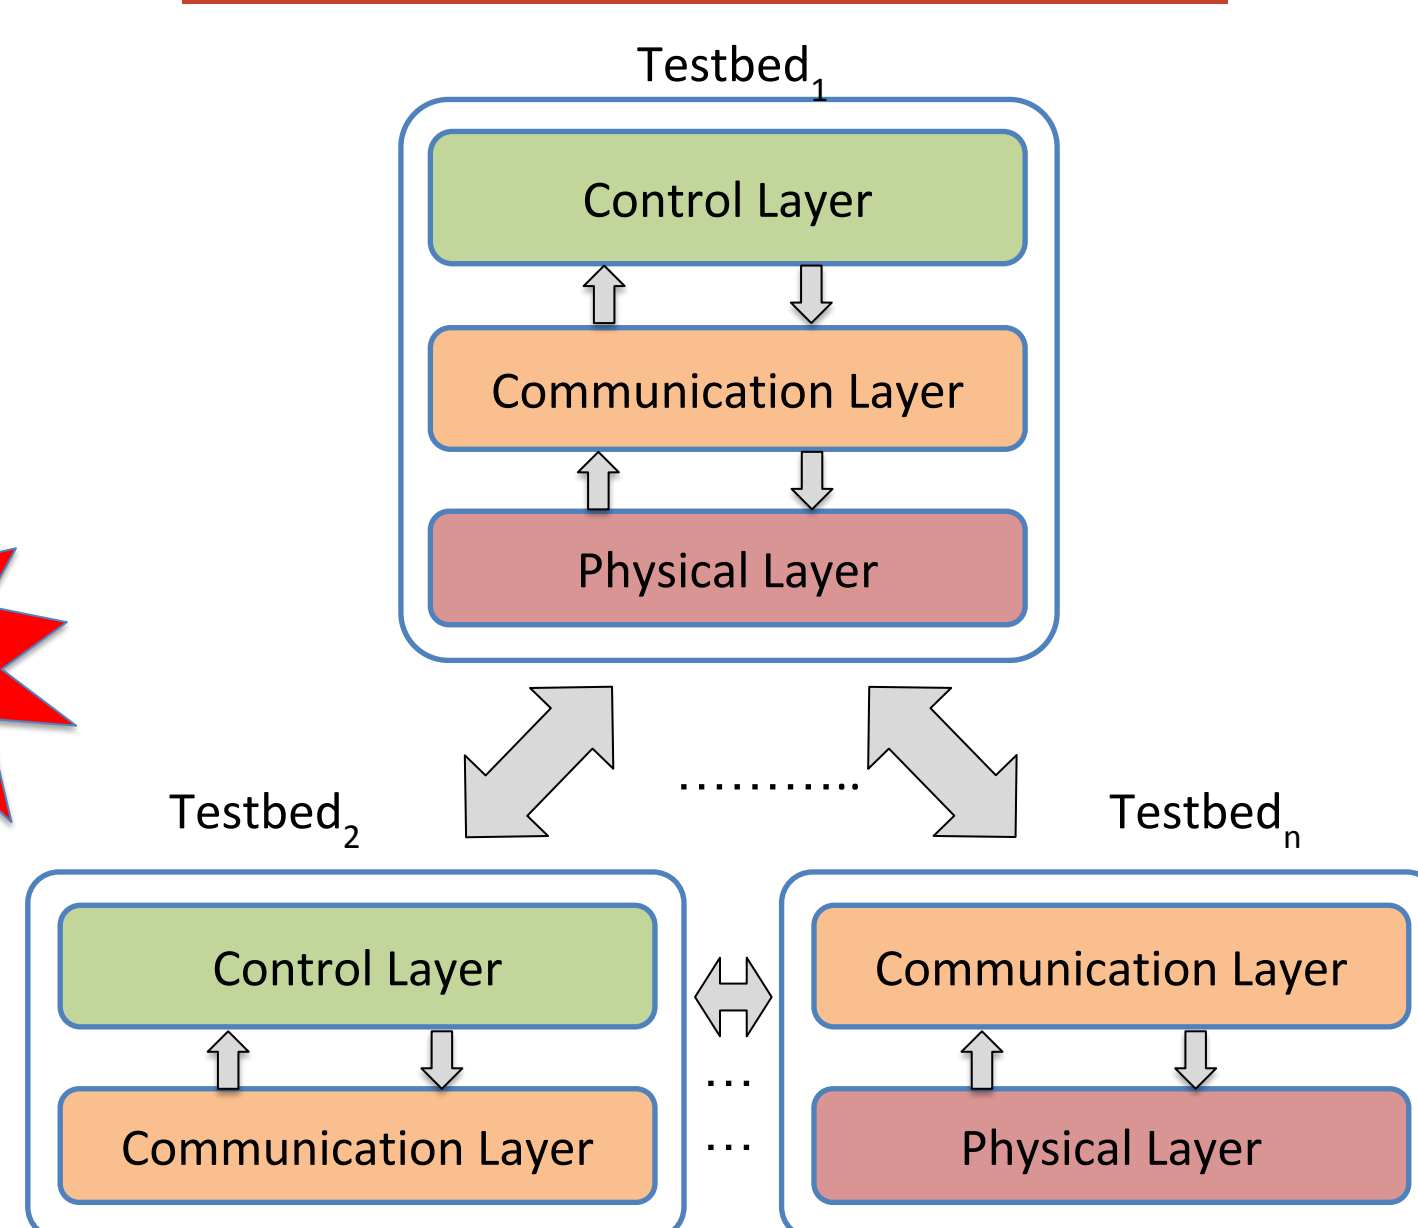 Testbed1
Control Layer
Communication Layer
Physical Layer
………..
Testbed2
Testbedn
Control Layer
Communication Layer
…
Communication Layer
Physical Layer
…